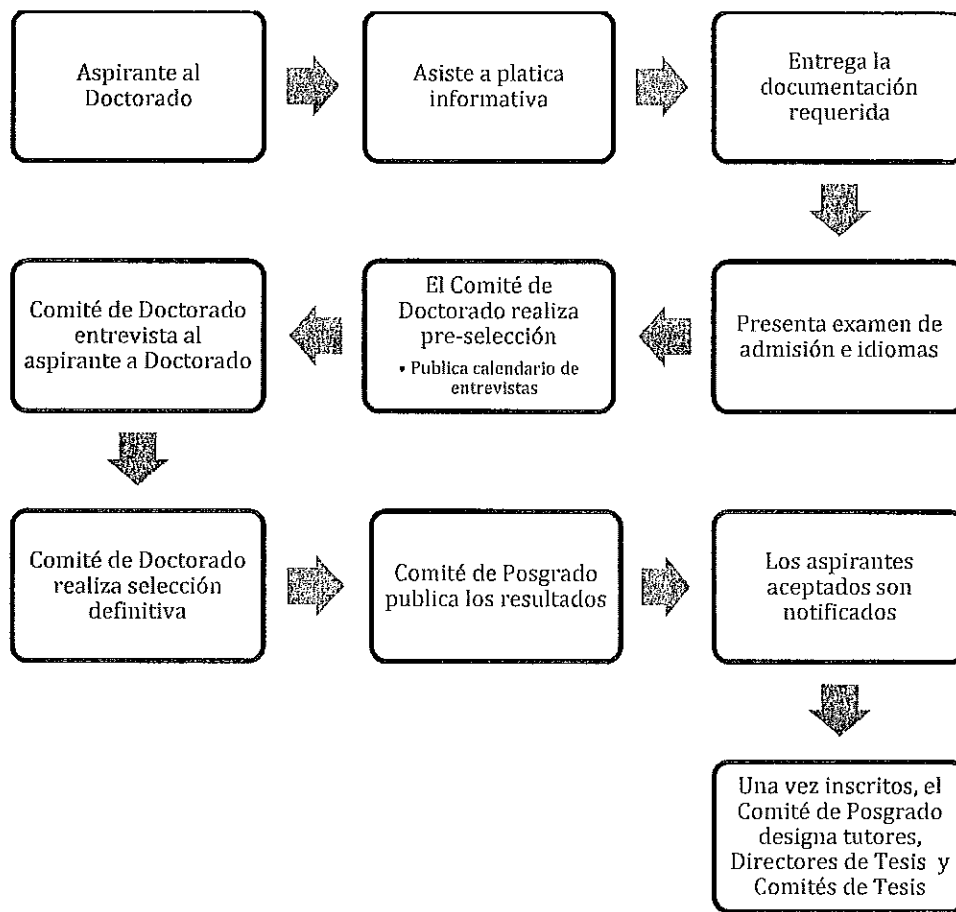 Aspirante al
Doctorado
Asiste a platica
informativa
Entrega la
documentación
requerida
Presenta examen de
admisión e idiomas
El Comité de
Doctorado realiza
pre-selección
• Publica calendario de
entrevistas
Comité de Doctorado
entrevista al
aspirante a Doctorado
Comité de Doctorado
realiza selección
definitiva
Comité de Posgrado
publica los resultados
Los aspirantes
aceptados son
notificados
Una vez inscritos, el
Comité de Posgrado
designa tutores,
Directores de Tesis y
Comités de Tesis